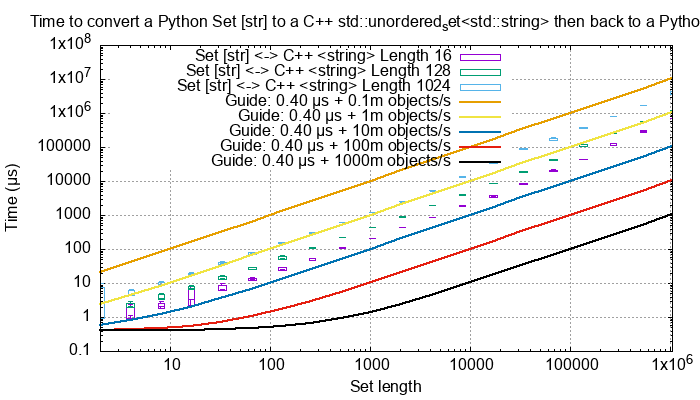 Time to convert a Python Set [str] to a C++ std::unordered_set<std::string> then back to a Pytho
1x10^8
1x10^7
1x10^6
100000
10000
1000
100
10
1
0.1
Time (µs)
Set [str] <-> C++ <string> Length 16
Set [str] <-> C++ <string> Length 128
Set [str] <-> C++ <string> Length 1024
Guide: 0.40 µs + 0.1m objects/s
Guide: 0.40 µs + 1m objects/s
Guide: 0.40 µs + 10m objects/s
Guide: 0.40 µs + 100m objects/s
Guide: 0.40 µs + 1000m objects/s
10 100 1000 10000 100000 1x10^6
Set length